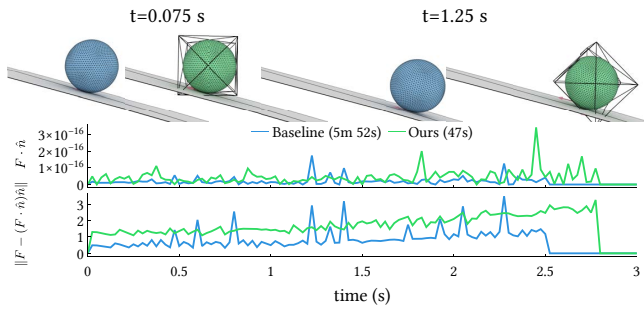 t=0.075 s
t=1.25 s
Baseline (5m 52s)
Ours (47s)
F · n̂
3×10⁻¹⁶
2×10⁻¹⁶
1×10⁻¹⁶
0
‖F − (F · n̂)n̂‖
3
2
1
0
0 0.5 1 1.5 2 2.5 3
time (s)